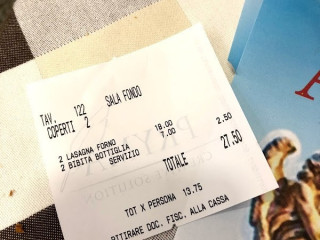 TAV. 122 SALA FONDO
COPERTI 2
2 LASAGNA FORNO 18.00
2 BIBITA BOTTIGLIA 7.00
SERVIZIO 2.50
TOTALE 27.50
TOT X PERSONA 13.75
RITIRARE DOC. FISC. ALLA CASSA